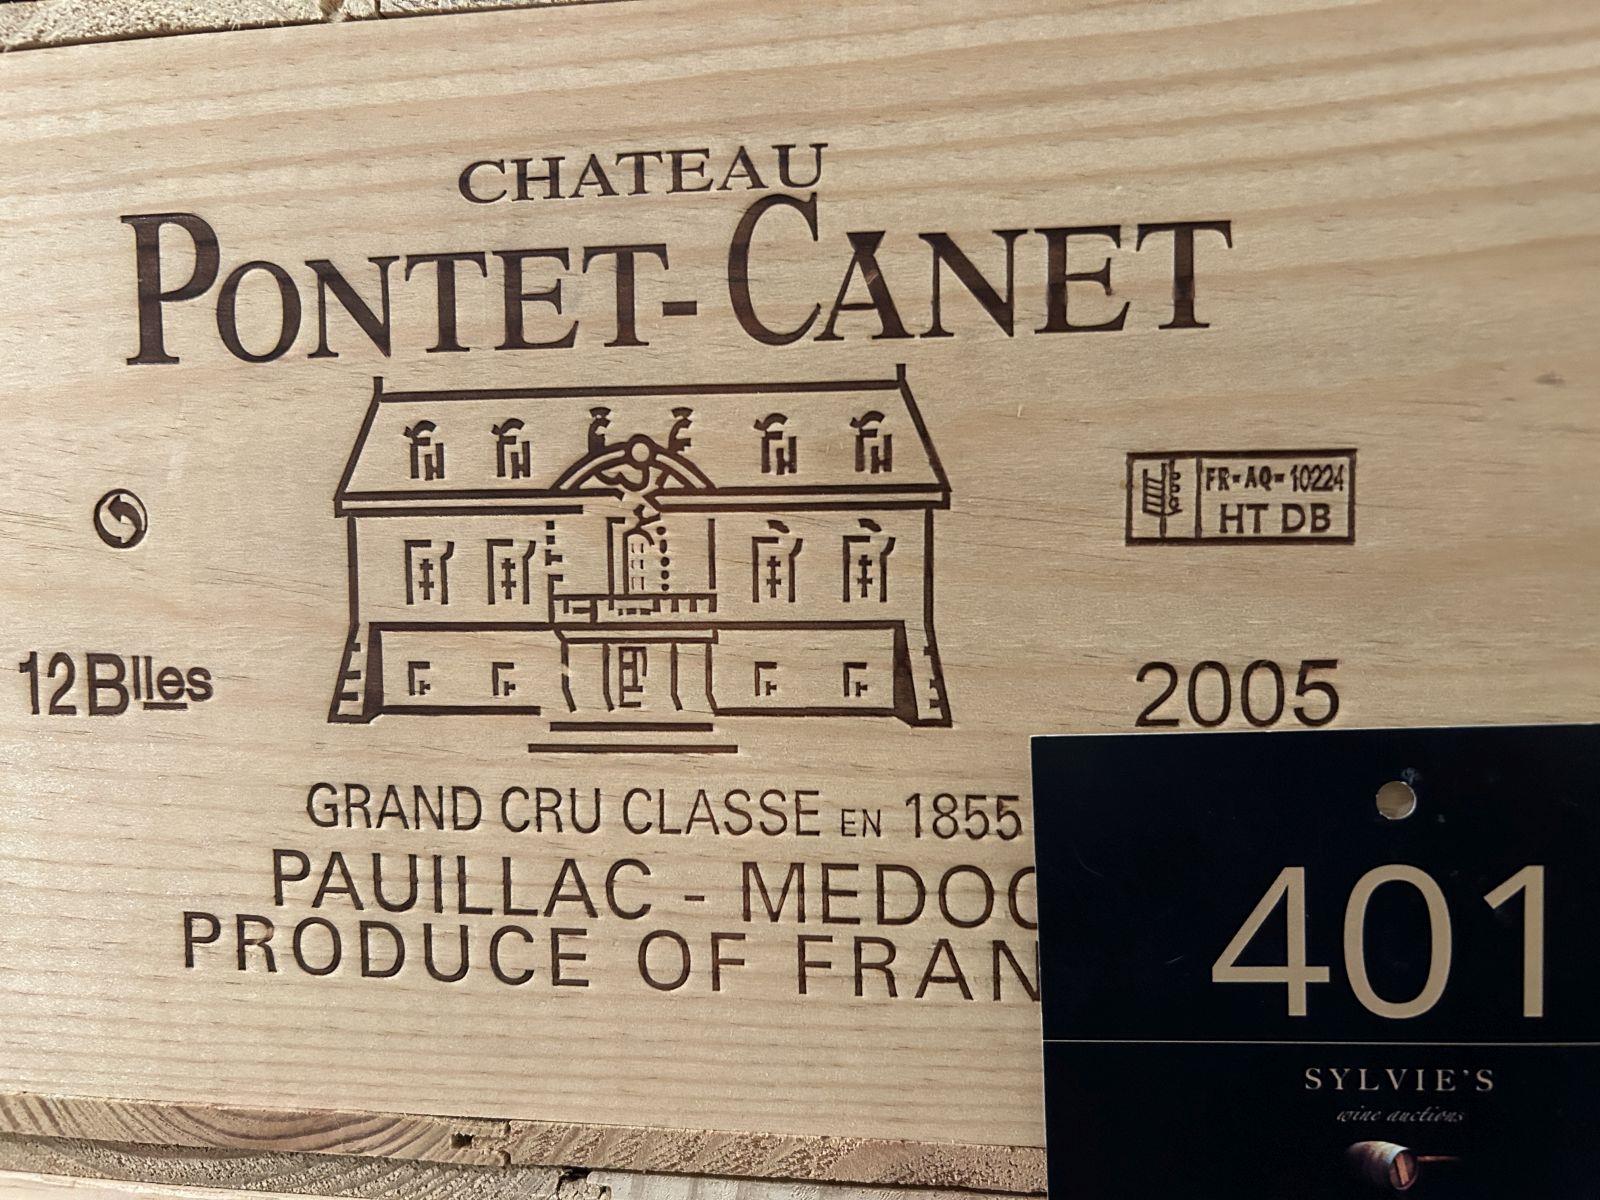 CHATEAU
PONTET-CANET
FR-AQ-10224
HT DB
12 Blles
2005
GRAND CRU CLASSE EN 1855
PAUILLAC - MEDOC
PRODUCE OF FRAN
401
SYLVIE'S
wine auctions